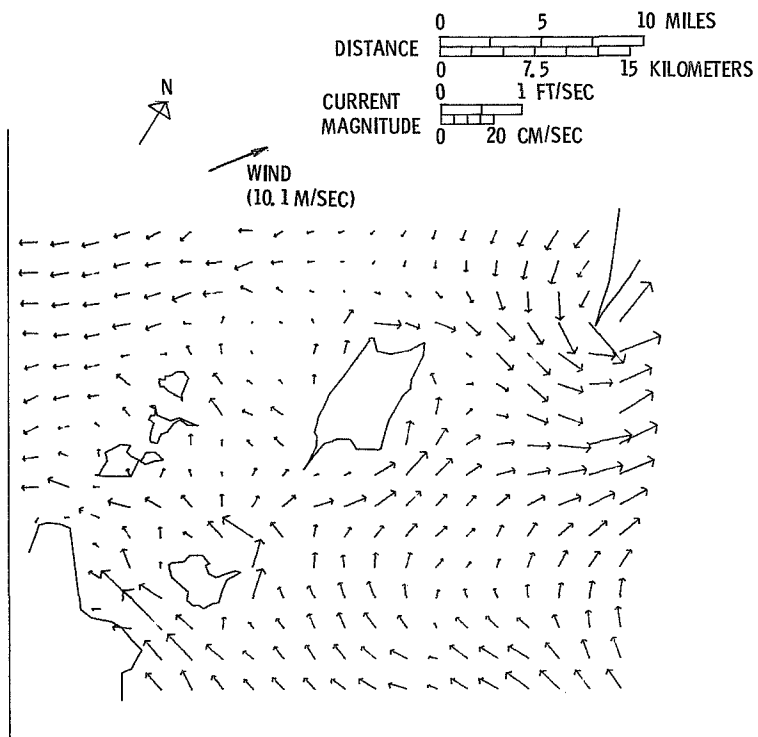 0 5 10 MILES
DISTANCE
0 7.5 15 KILOMETERS
0 1 FT/SEC
CURRENT
MAGNITUDE
0 20 CM/SEC
N
WIND
(10.1 M/SEC)